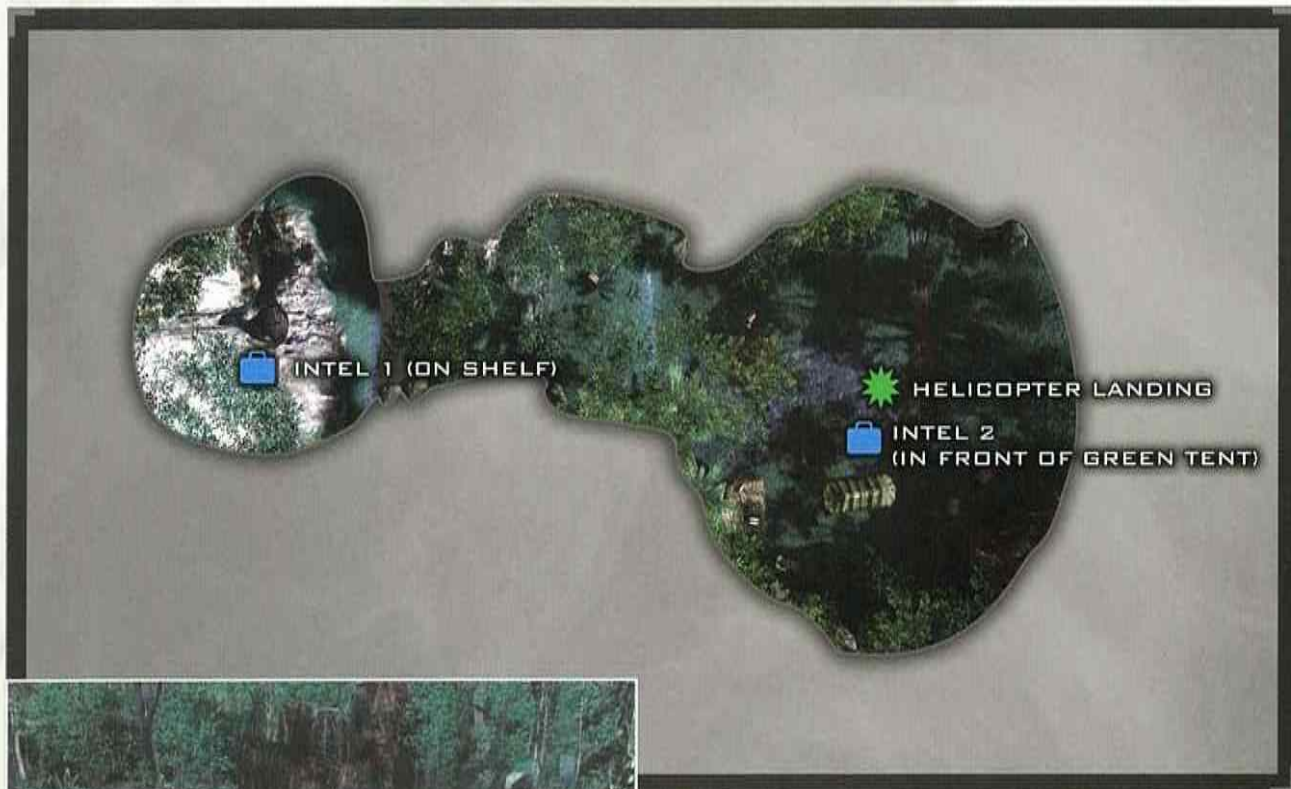 INTEL 1 (ON SHELF)
HELICOPTER LANDING
INTEL 2
(IN FRONT OF GREEN TENT)